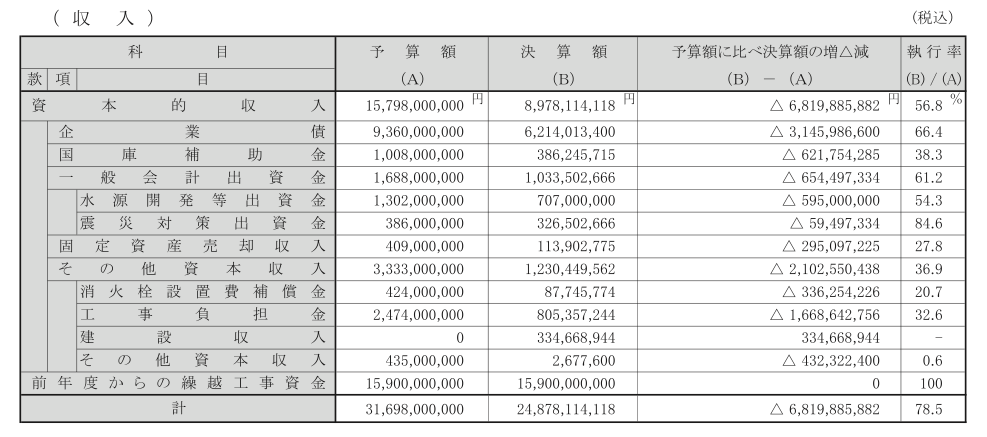 （収 入） （税込）
科 目 予 算 額 決 算 額 予算額に比べ決算額の増△減 執行率
款 項 目 (A) (B) (B) － (A) (B) / (A)
資本的収入 15,798,000,000 円 8,978,114,118 円 △ 6,819,885,882 円 56.8 %
企業債 9,360,000,000 6,214,013,400 △ 3,145,986,600 66.4
国庫補助金 1,008,000,000 386,245,715 △ 621,754,285 38.3
一般会計出資金 1,688,000,000 1,033,502,666 △ 654,497,334 61.2
水源開発等出資金 1,302,000,000 707,000,000 △ 595,000,000 54.3
震災対策出資金 386,000,000 326,502,666 △ 59,497,334 84.6
固定資産売却収入 409,000,000 113,902,775 △ 295,097,225 27.8
その他資本収入 3,333,000,000 1,230,449,562 △ 2,102,550,438 36.9
消火栓設置費補償金 424,000,000 87,745,774 △ 336,254,226 20.7
工事負担金 2,474,000,000 805,357,244 △ 1,668,642,756 32.6
建設収入 0 334,668,944 334,668,944 －
その他資本収入 435,000,000 2,677,600 △ 432,322,400 0.6
前年度からの繰越工事資金 15,900,000,000 15,900,000,000 0 100
計 31,698,000,000 24,878,114,118 △ 6,819,885,882 78.5